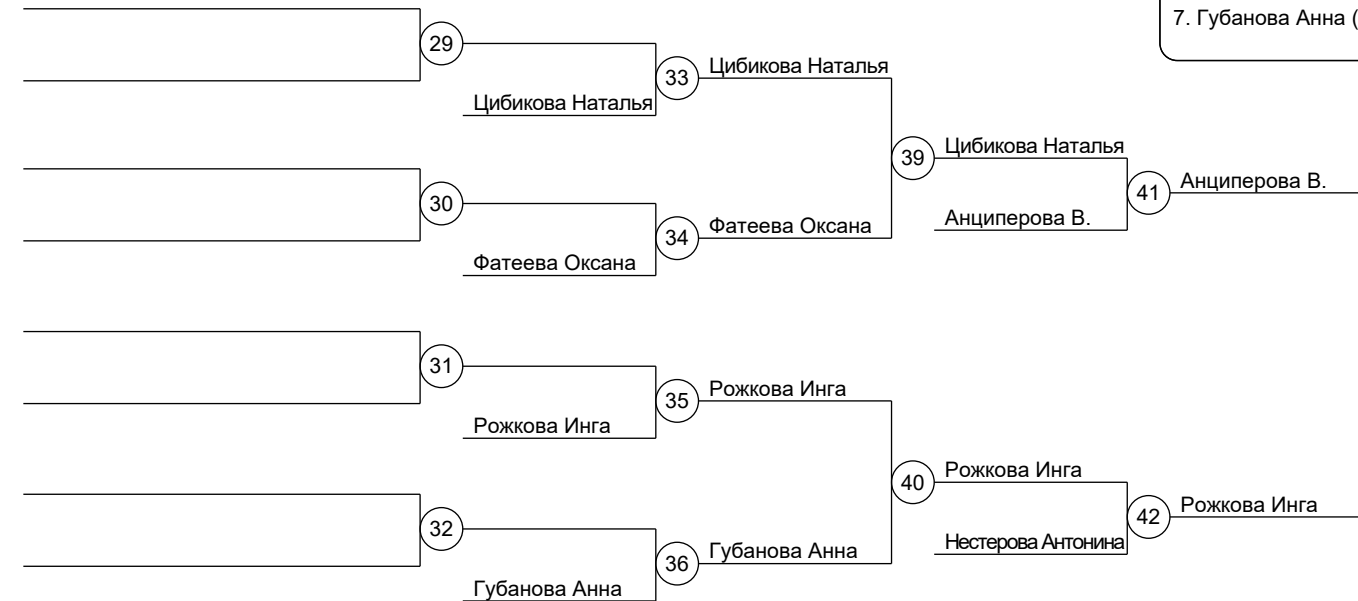 7. Губанова Анна (
29
33
Цибикова Наталья
Цибикова Наталья
39
Цибикова Наталья
41
Анциперова В.
30
34
Фатеева Оксана
Анциперова В.
Фатеева Оксана
31
35
Рожкова Инга
Рожкова Инга
40
Рожкова Инга
42
Рожкова Инга
32
36
Губанова Анна
Нестерова Антонина
Губанова Анна